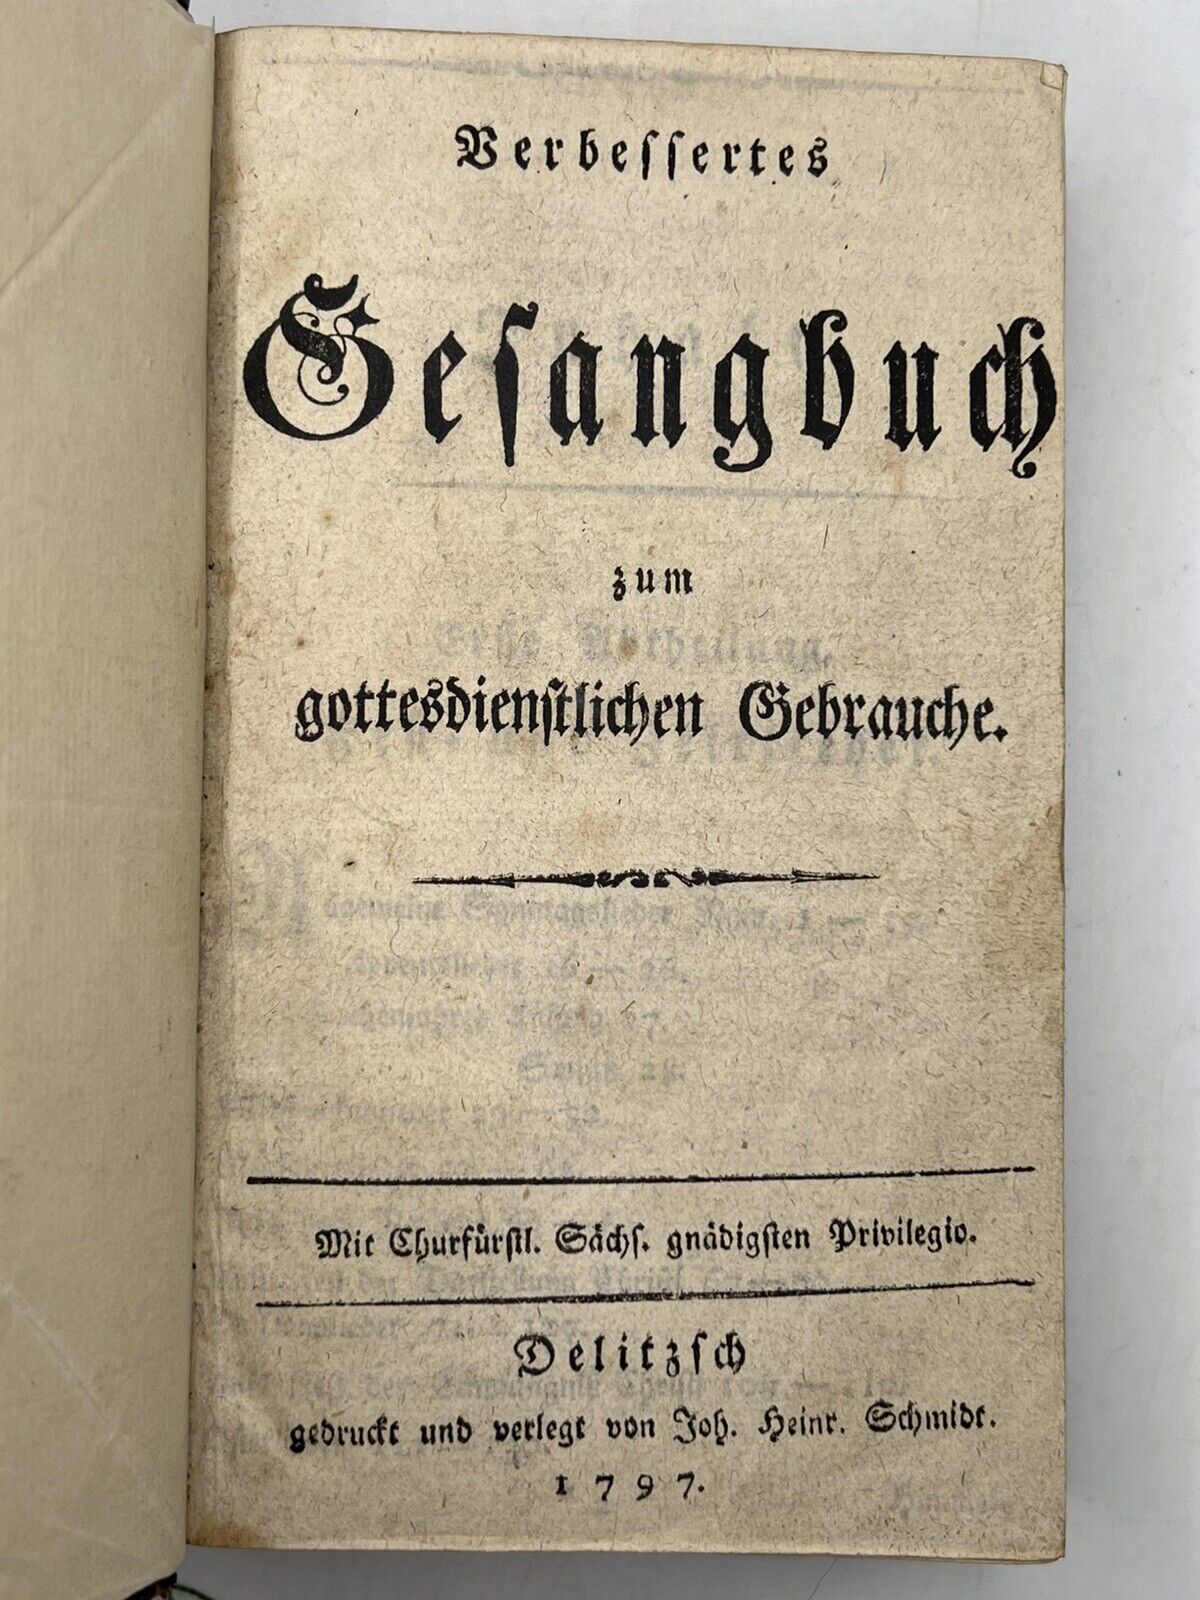 Verbeſſertes
Geſangbuch
zum
gottesdienſtlichen Gebrauche.
Mit Churfürſtl. Sächſ. gnädigſten Privilegio.
Delitzſch
gedruckt und verlegt von Joh. Heinr. Schmidt.
1797.